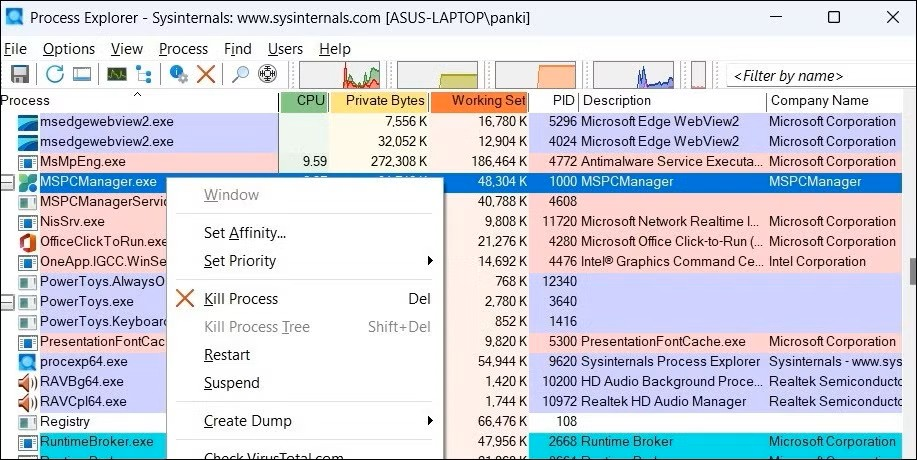 Process Explorer - Sysinternals: www.sysinternals.com [ASUS-LAPTOP\panki]
File Options View Process Find Users Help
<Filter by name>
Process CPU Private Bytes Working Set PID Description Company Name
msedgewebview2.exe 7,556 K 16,780 K 5296 Microsoft Edge WebView2 Microsoft Corporation
msedgewebview2.exe 32,052 K 12,904 K 4024 Microsoft Edge WebView2 Microsoft Corporation
MsMpEng.exe 9.59 272,308 K 186,464 K 4772 Antimalware Service Executa... Microsoft Corporation
MSPCManager.exe 48,304 K 1000 MSPCManager MSPCManager
MSPCManagerServic 40,788 K 4608
NisSrv.exe 9,808 K 11720 Microsoft Network Realtime I... Microsoft Corporation
OfficeClickToRun.exe 21,276 K 4280 Microsoft Office Click-to-Run (... Microsoft Corporation
OneApp.IGCC.WinSe 14,692 K 4476 Intel® Graphics Command Ce... Intel Corporation
PowerToys.AlwaysO 768 K 12340
PowerToys.exe 2,780 K 3640
PowerToys.Keyboard 852 K 1416
PresentationFontCac 9,820 K 5300 PresentationFontCache.exe Microsoft Corporation
procexp64.exe 54,944 K 9620 Sysinternals Process Explorer Sysinternals - www.sys
RAVBg64.exe 1,420 K 10200 HD Audio Background Proce... Realtek Semiconducto
RAVCpl64.exe 1,744 K 10972 Realtek HD Audio Manager Realtek Semiconducto
Registry 66,476 K 108
RuntimeBroker.exe 47,956 K 2668 Runtime Broker Microsoft Corporation
Window
Set Affinity...
Set Priority
Kill Process Del
Kill Process Tree Shift+Del
Restart
Suspend
Create Dump
Check VirusTotal.com